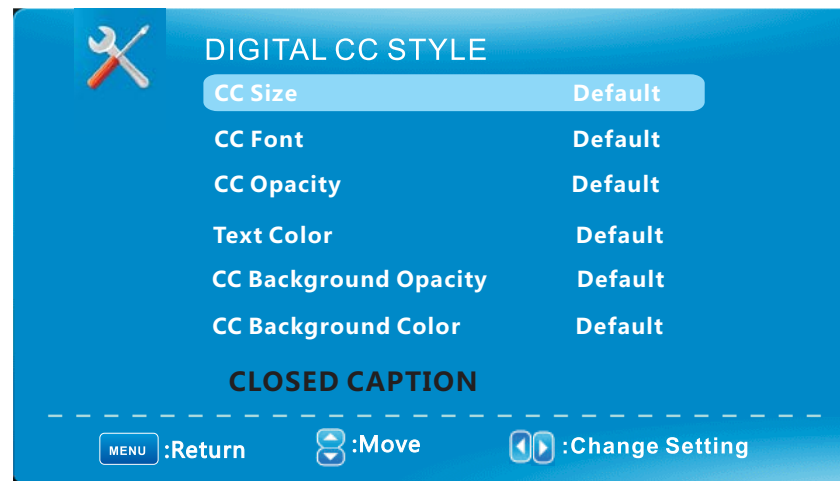 DIGITAL CC STYLE
CC Size Default
CC Font Default
CC Opacity Default
Text Color Default
CC Background Opacity Default
CC Background Color Default
CLOSED CAPTION
MENU :Return :Move :Change Setting